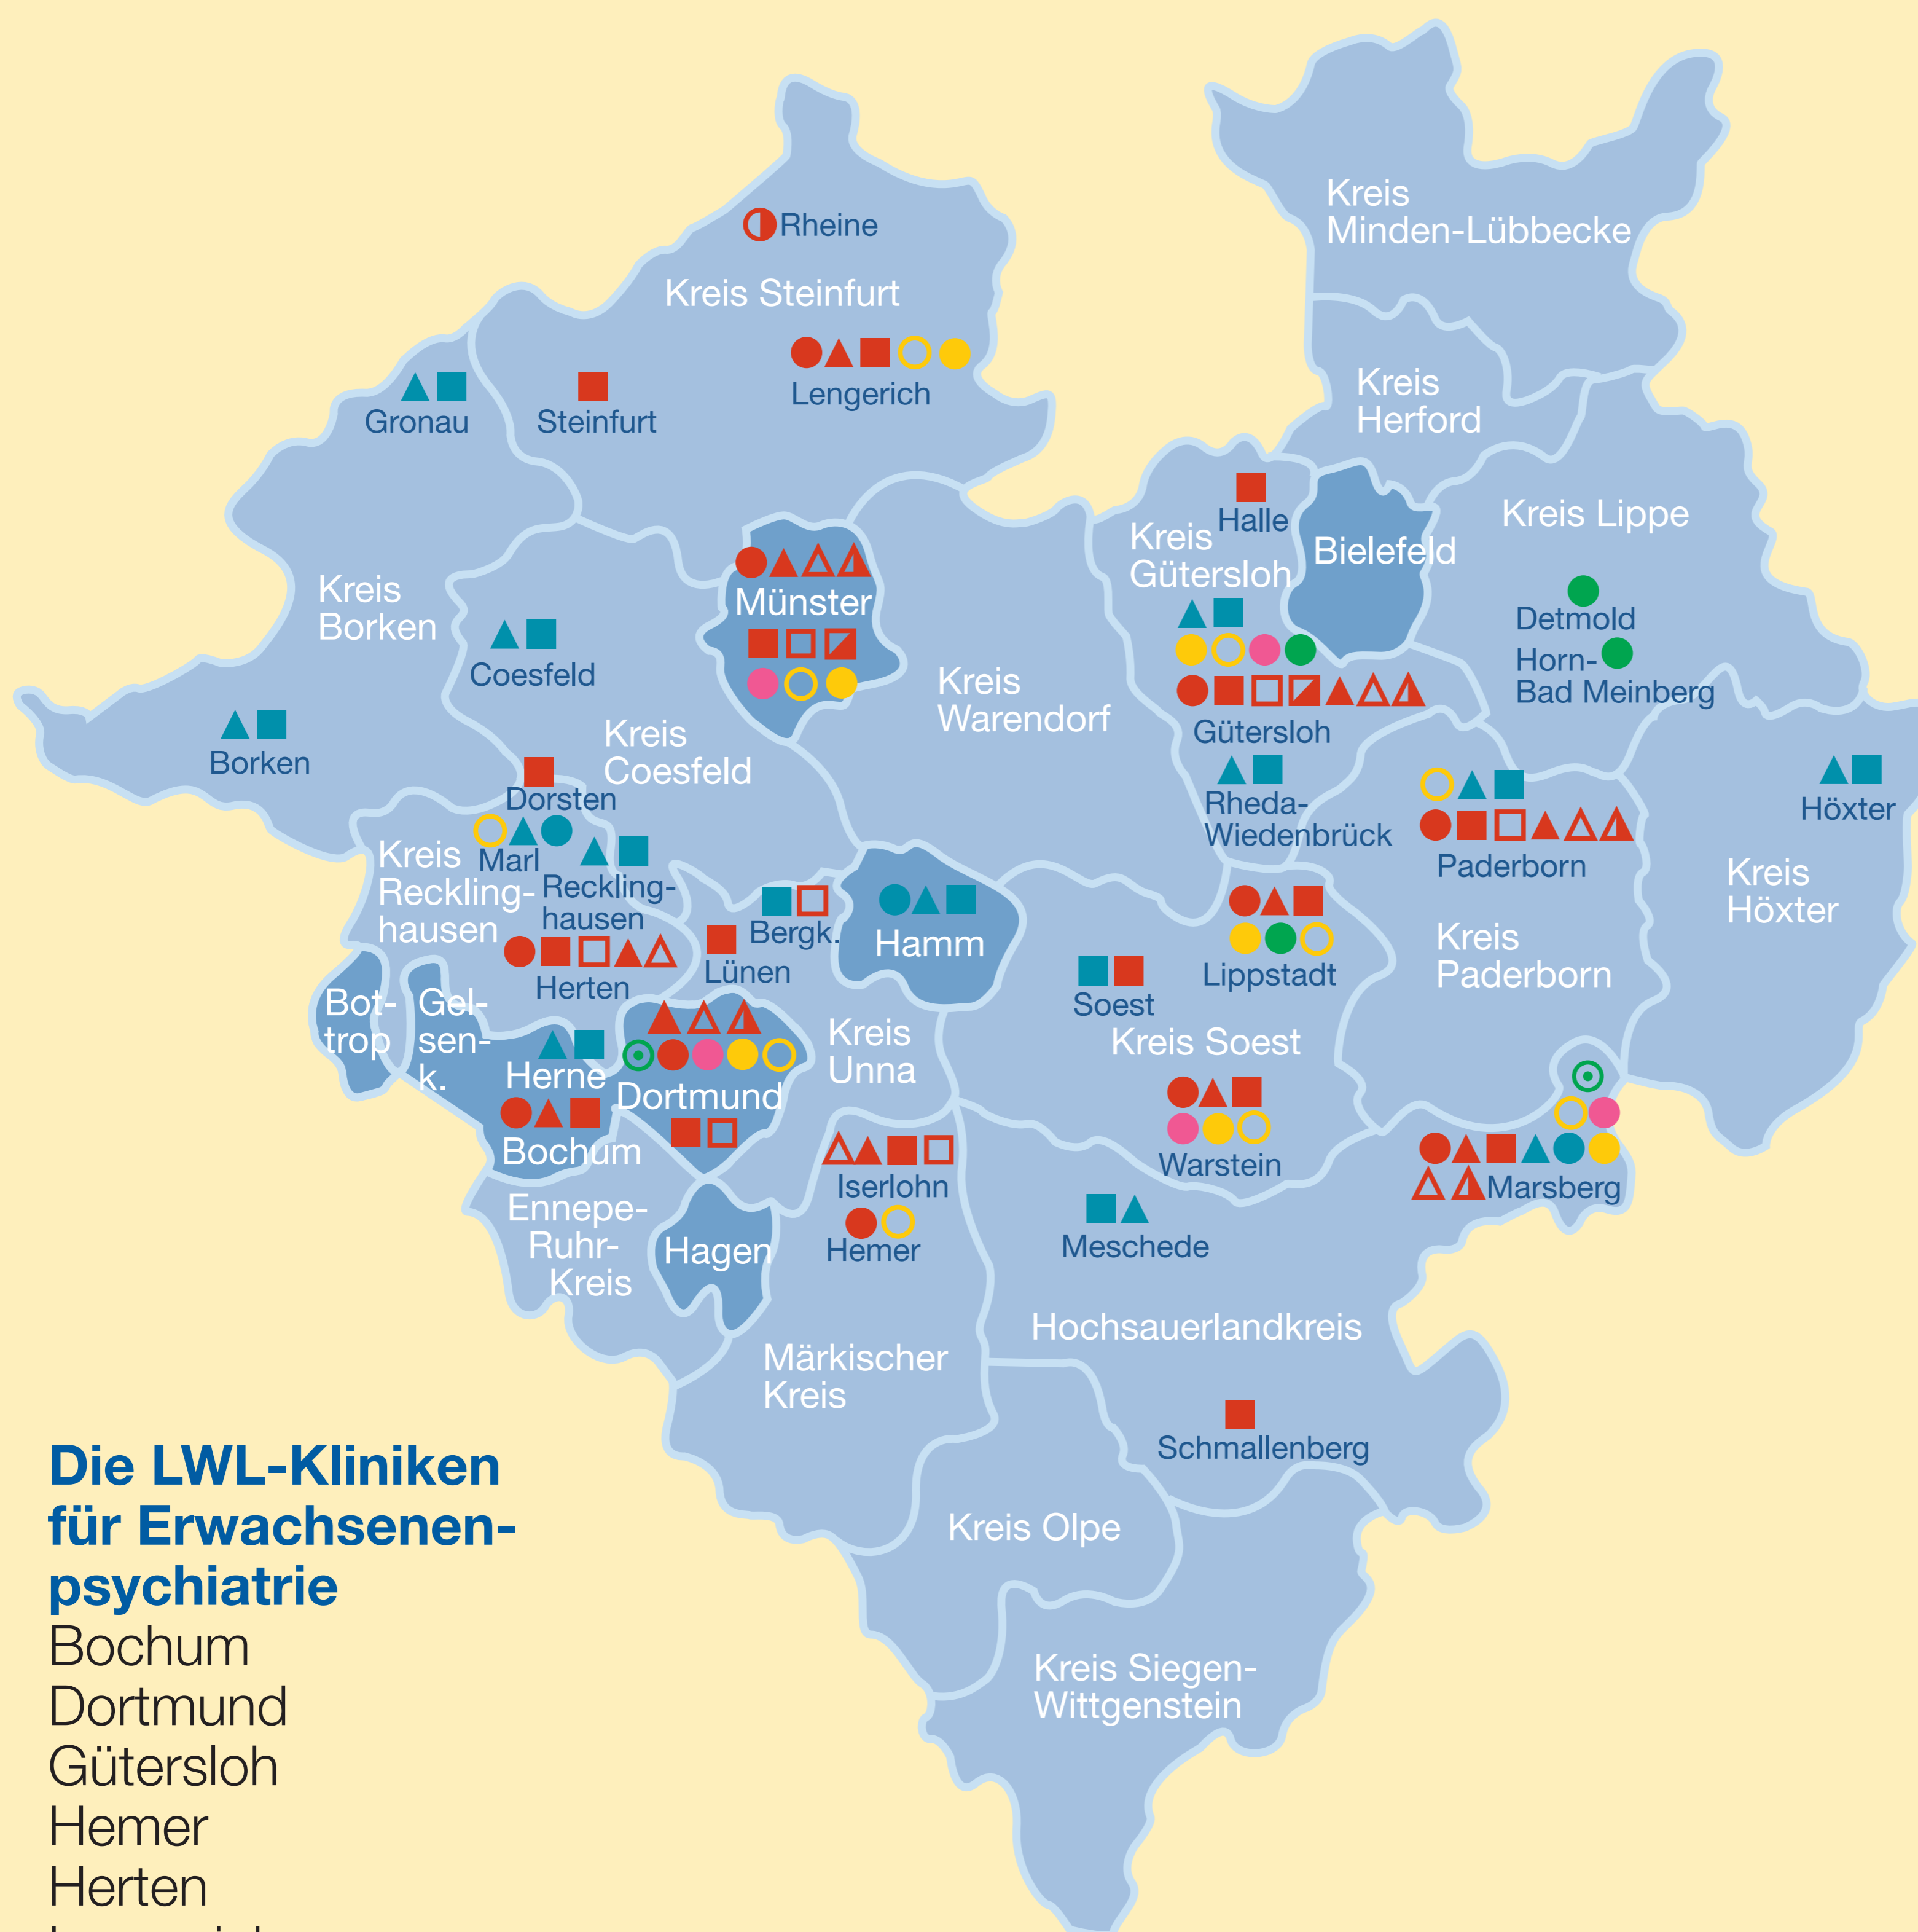 Kreis
Minden-Lübbecke
Rheine
Kreis Steinfurt
Lengerich
Gronau
Steinfurt
Kreis
Herford
Halle
Kreis
Gütersloh
Bielefeld
Kreis Lippe
Kreis
Borken
Münster
Detmold
Horn-
Bad Meinberg
Coesfeld
Kreis
Warendorf
Kreis
Coesfeld
Gütersloh
Borken
Dorsten
Rheda-
Wiedenbrück
Höxter
Marl
Kreis
Reckling-
hausen
Reckling-
hausen
Paderborn
Kreis
Höxter
Bergk.
Hamm
Lünen
Herten
Soest
Lippstadt
Kreis
Paderborn
Bot-
trop
Gel-
sen-
k.
Kreis
Unna
Kreis Soest
Herne
Dortmund
Bochum
Iserlohn
Warstein
Marsberg
Ennepe-
Ruhr-
Kreis
Hagen
Hemer
Meschede
Hochsauerlandkreis
Märkischer
Kreis
Schmallenberg
Kreis Olpe
Kreis Siegen-
Wittgenstein
Die LWL-Kliniken
für Erwachsenen-
psychiatrie
Bochum
Dortmund
Gütersloh
Hemer
Herten